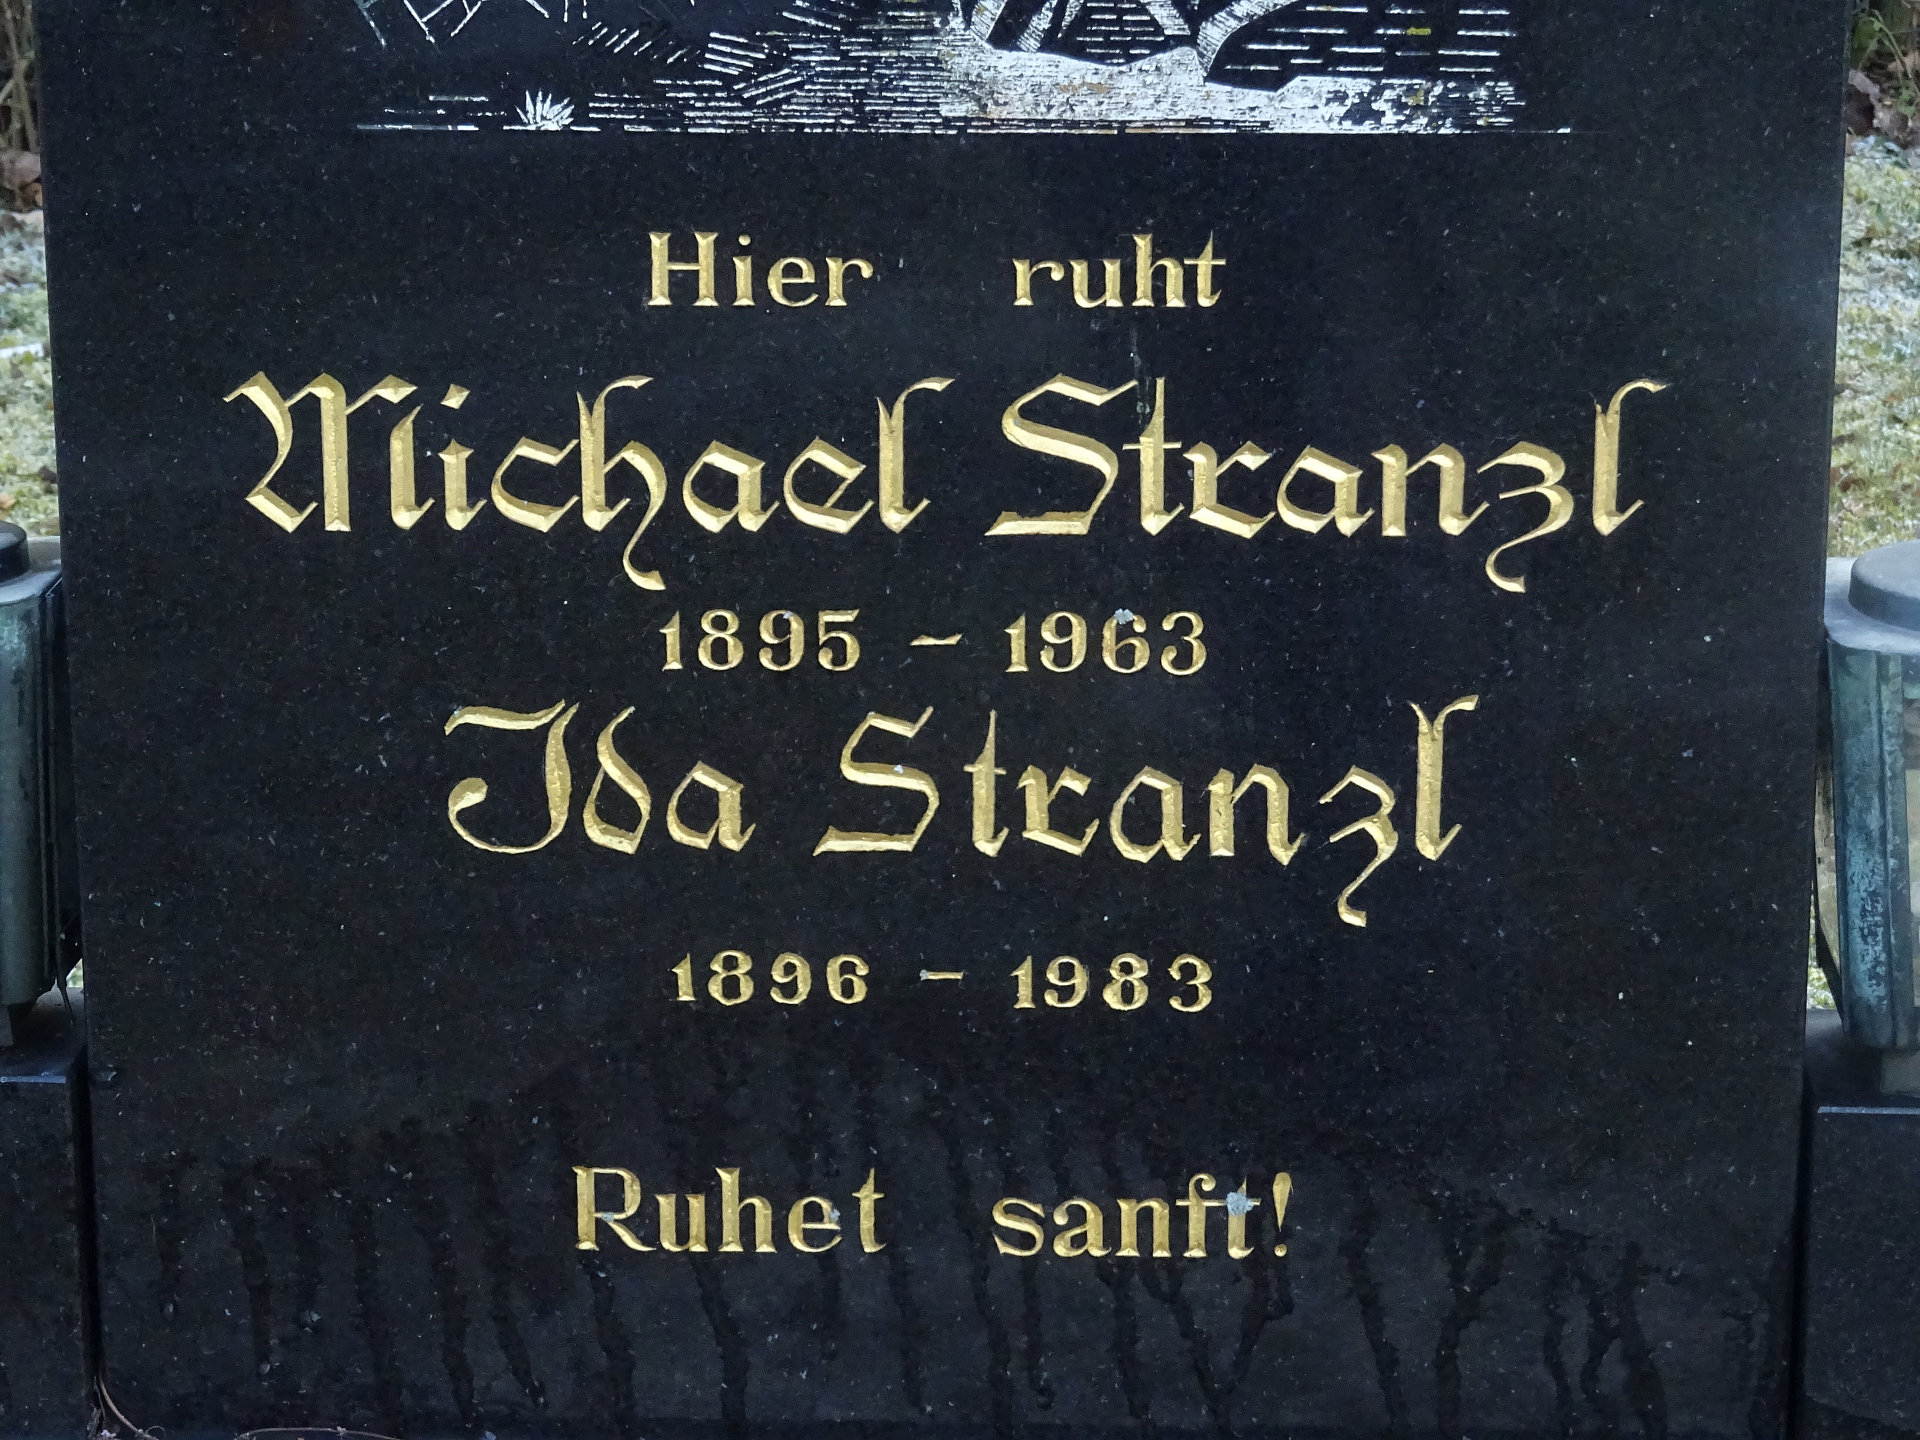 Hier ruht
Michael Stranzl
1895 - 1963
Ida Stranzl
1896 - 1983
Ruhet sanft!